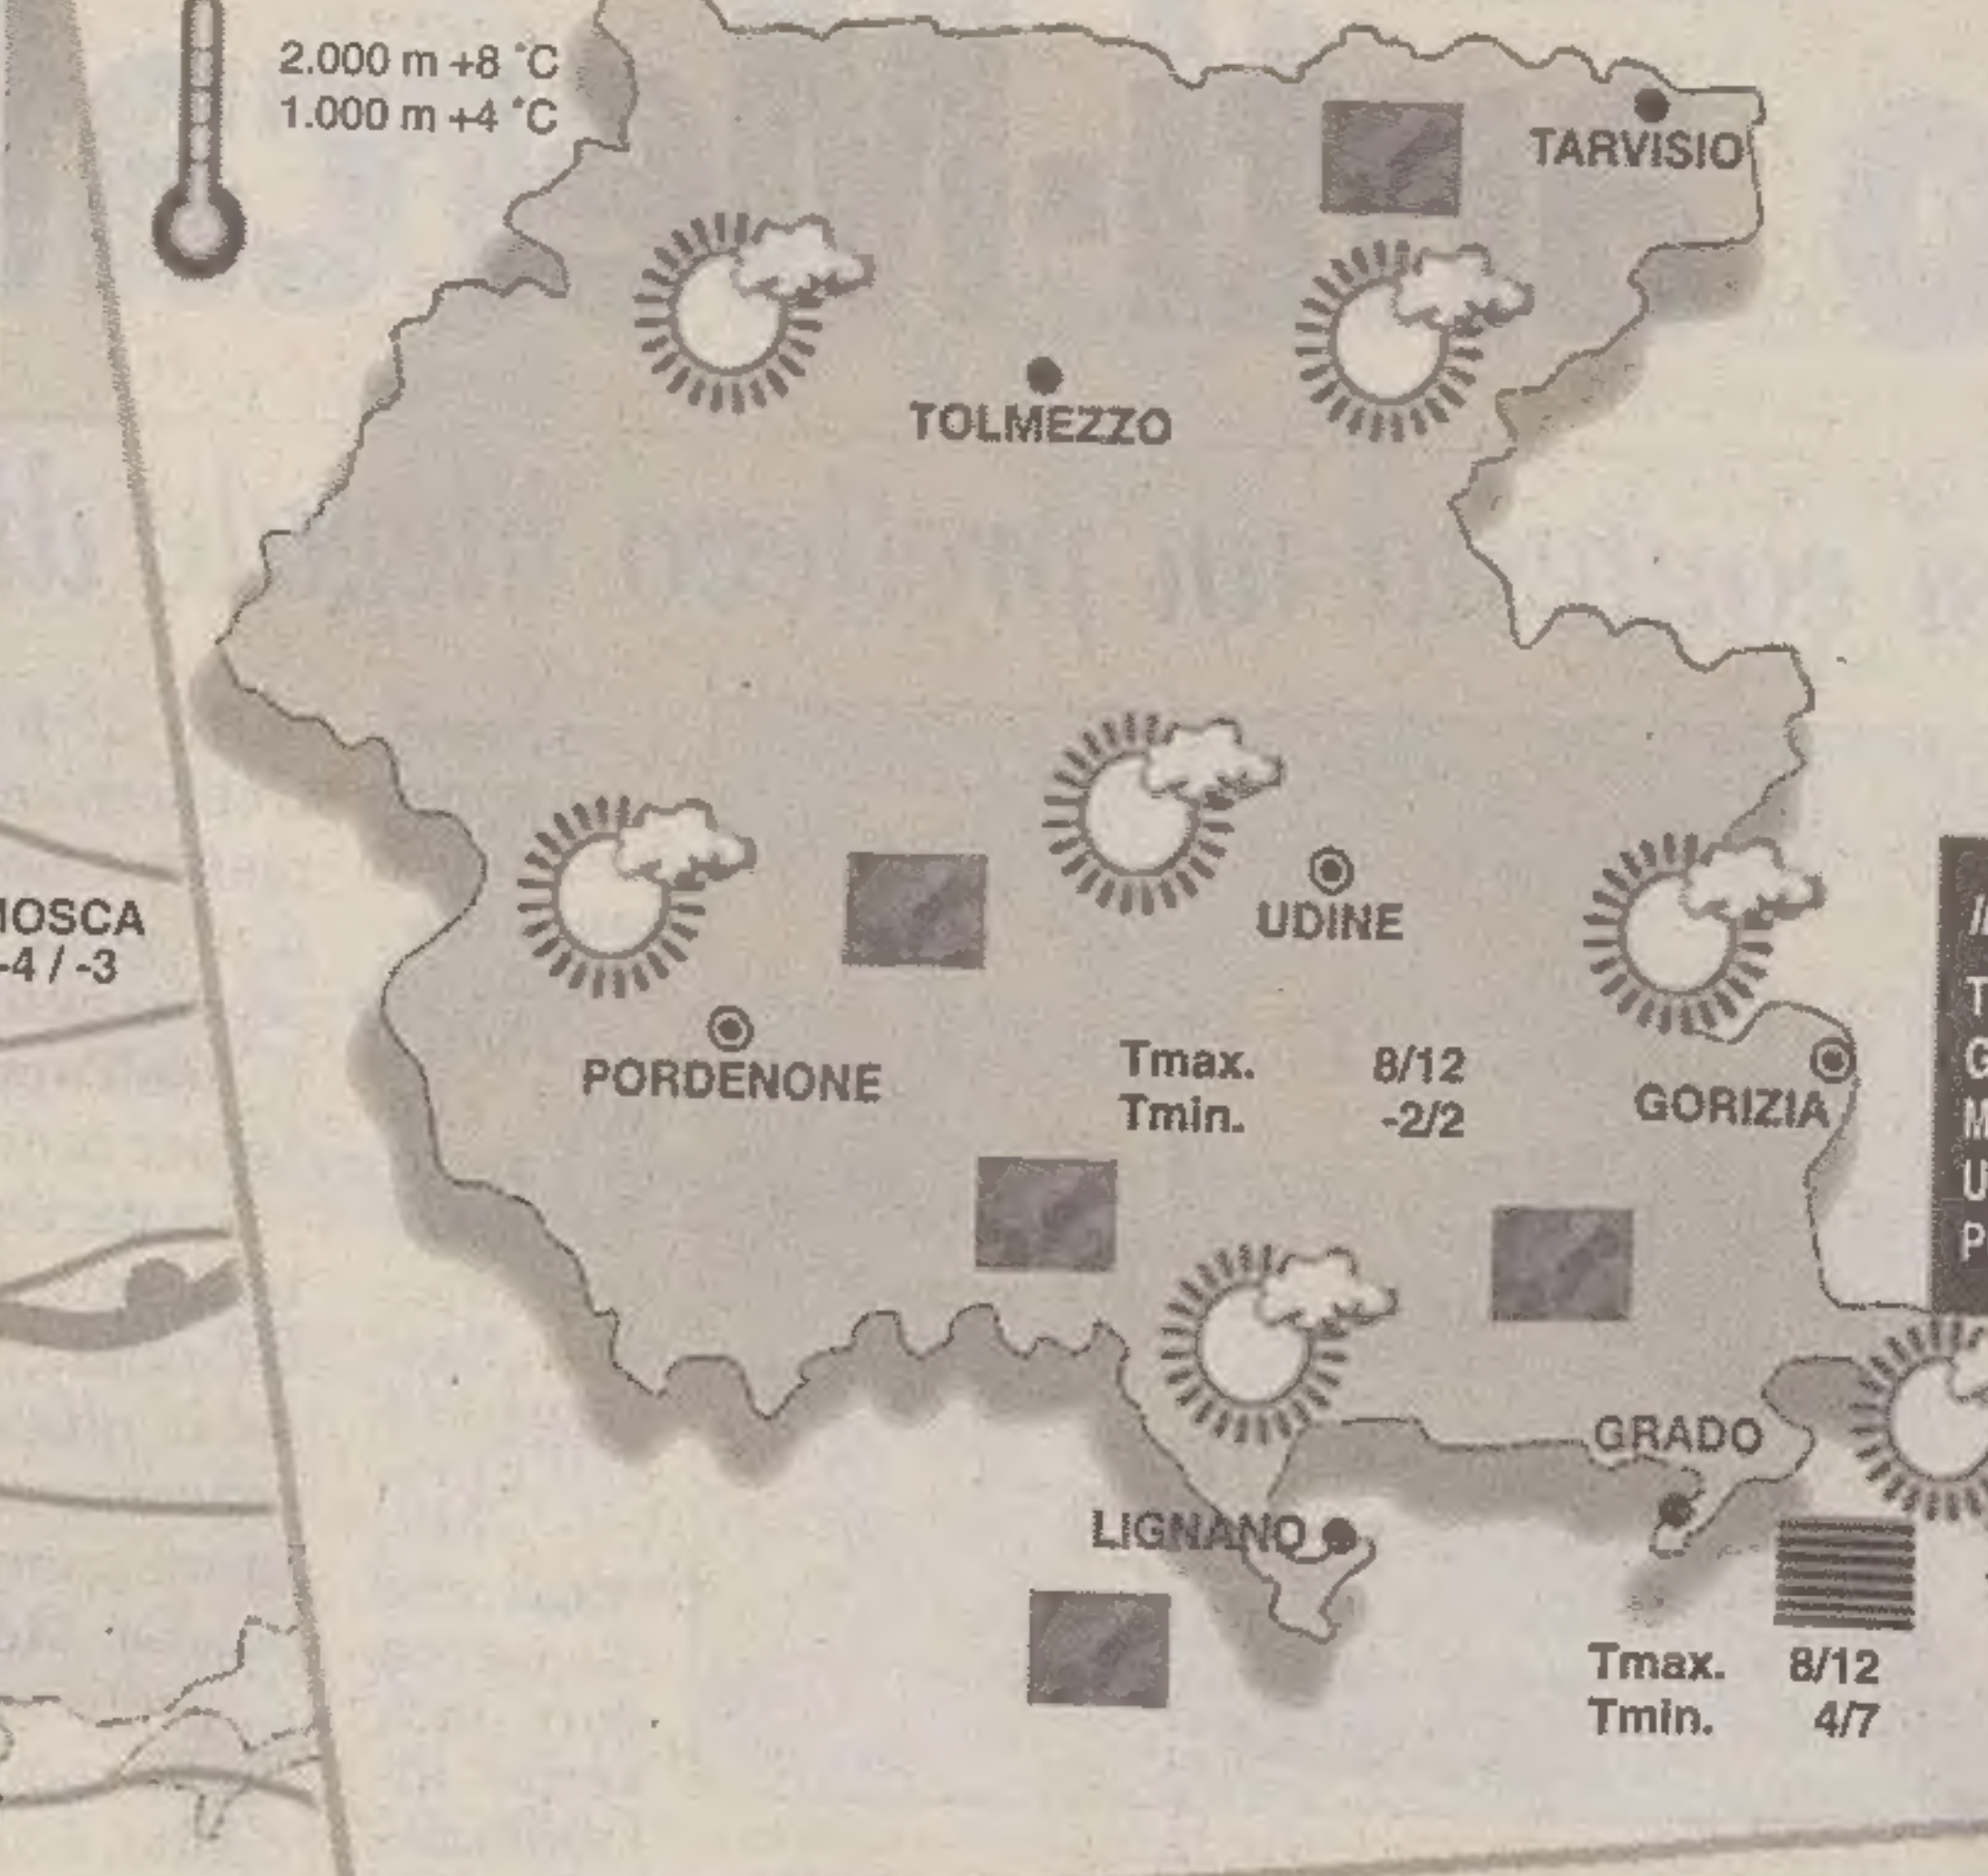 2.000 m +8 °C
1.000 m +4 °C
TARVISIO
TOLMEZZO
UDINE
-4 / -3
PORDENONE
Tmax. 8/12
Tmin. -2/2
GORIZIA
T
G
M
U
P
GRADO
LIGNANO
Tmax. 8/12
Tmin. 4/7